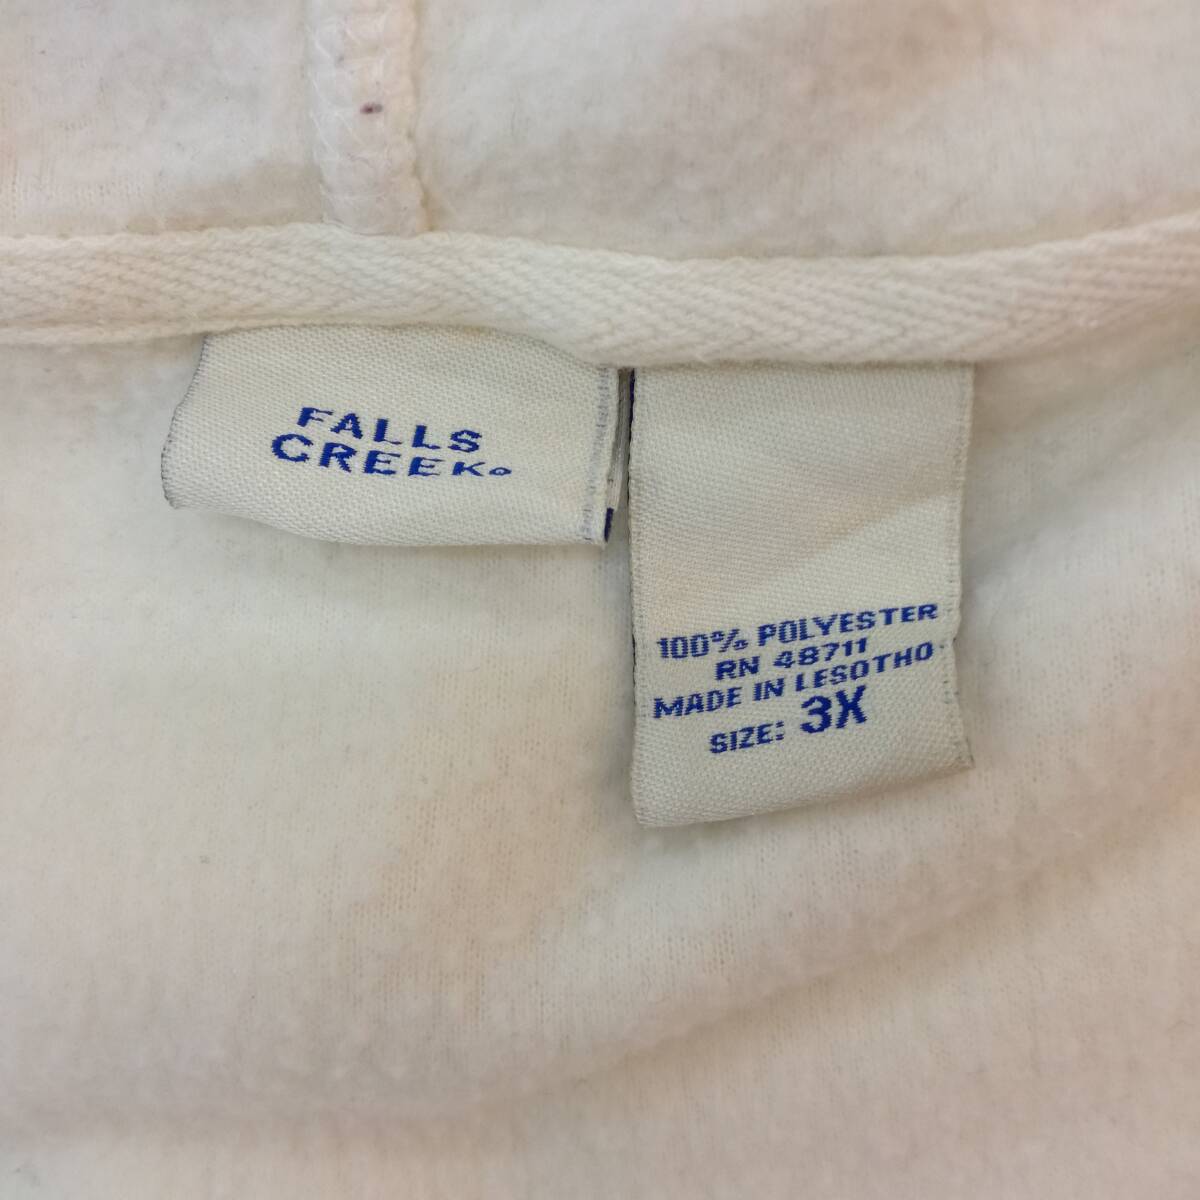 FALLS
CREEK®
100% POLYESTER
RN 48711
MADE IN LESOTHO
SIZE: 3X